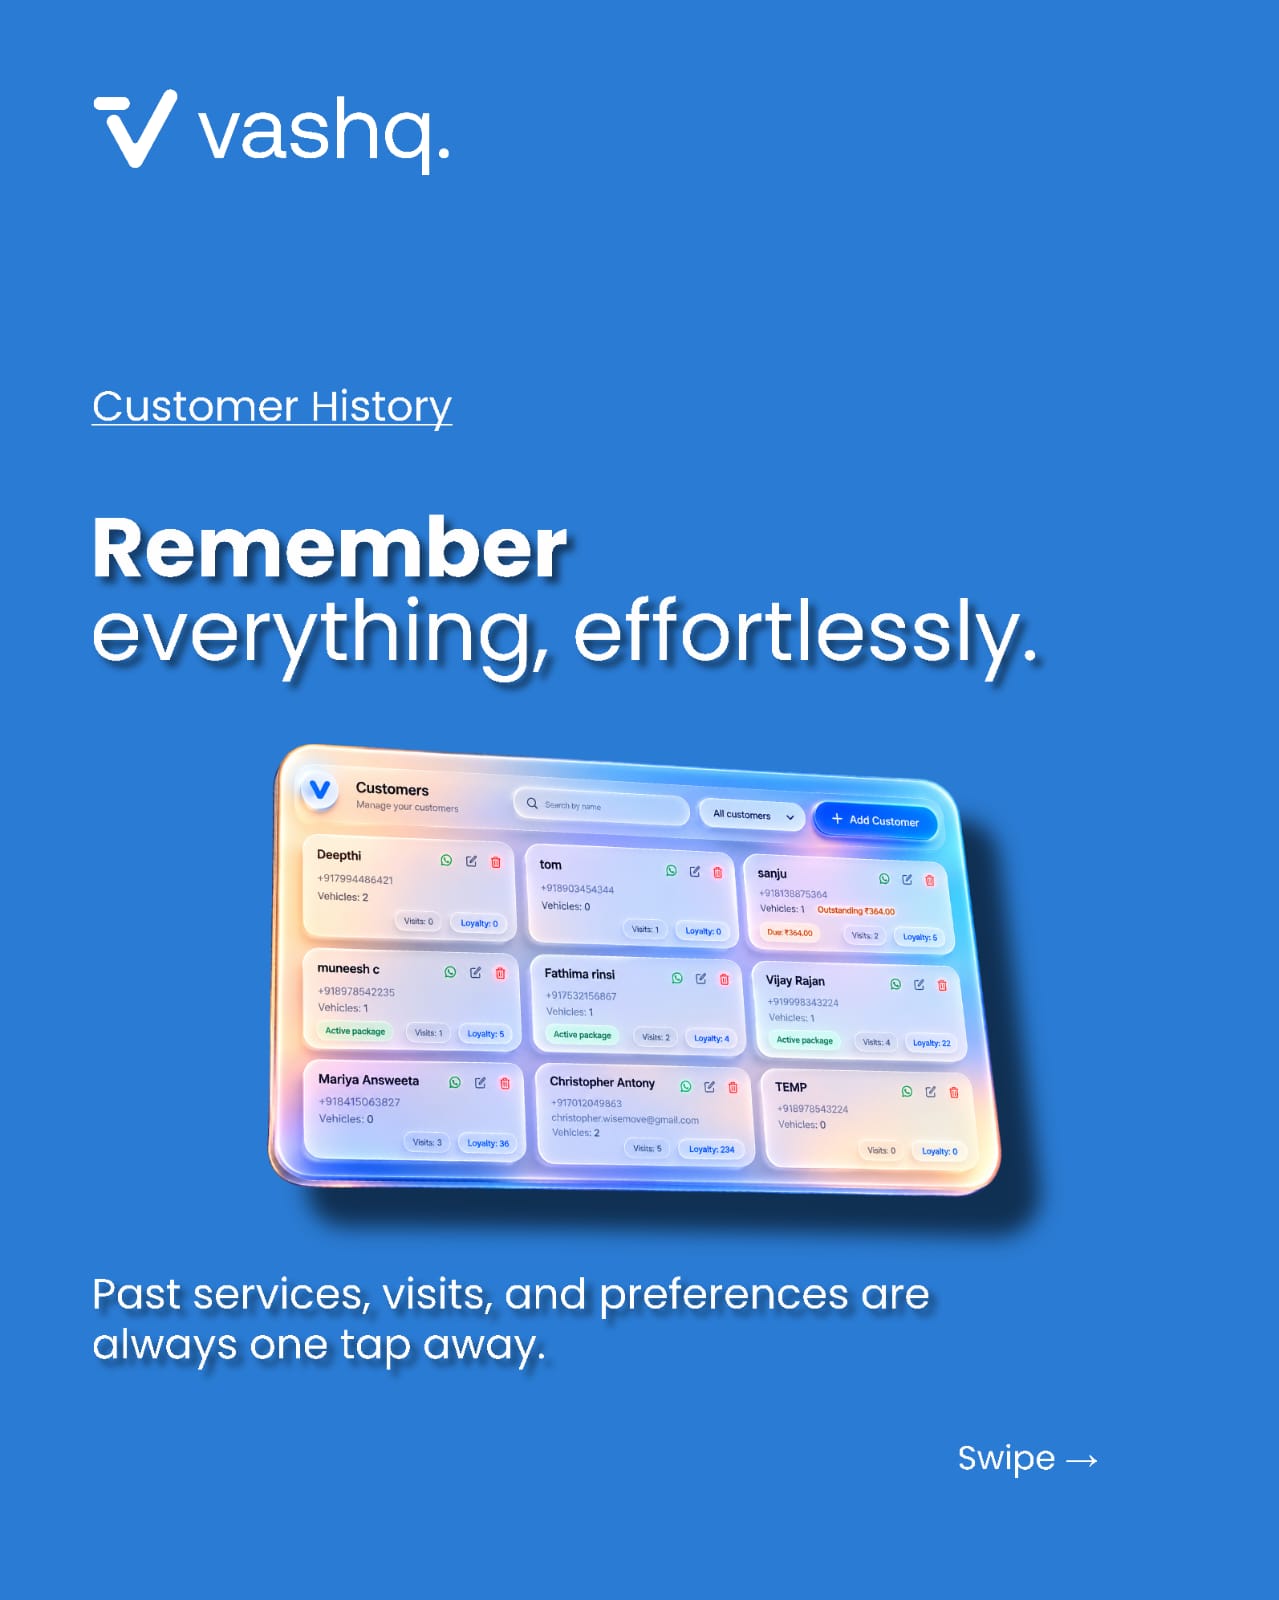 vashq.
Customer History
Remember
everything, effortlessly.
Customers
Manage your customers
Search by name
All customers
+ Add Customer
Deepthi
+917994486421
Vehicles: 2
Visits: 0
Loyalty: 0
tom
+918903454344
Vehicles: 0
Visits: 1
Loyalty: 0
sanju
+918138875364
Vehicles: 1
Outstanding ₹364.00
Due: ₹364.00
Visits: 2
Loyalty: 5
muneesh c
+918978542235
Vehicles: 1
Active package
Visits: 1
Loyalty: 5
Fathima rinsi
+917532156867
Vehicles: 1
Active package
Visits: 2
Loyalty: 4
Vijay Rajan
+919998343224
Vehicles: 1
Active package
Visits: 4
Loyalty: 22
Mariya Answeeta
+918415063827
Vehicles: 0
Visits: 3
Loyalty: 36
Christopher Antony
+917012049863
christopher.wisemove@gmail.com
Vehicles: 2
Visits: 5
Loyalty: 234
TEMP
+918978543224
Vehicles: 0
Visits: 0
Loyalty: 0
Past services, visits, and preferences are
always one tap away.
Swipe →